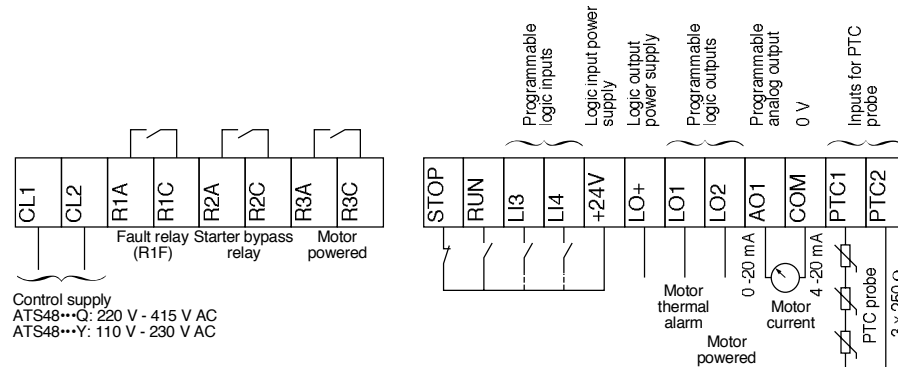 Programmable
logic inputs
Logic input power
supply
Logic output
power supply
Programmable
logic outputs
Programmable
analog output
0 V
Inputs for PTC
probe
CL1
CL2
R1A
R1C
R2A
R2C
R3A
R3C
STOP
RUN
LI3
LI4
+24V
LO+
LO1
LO2
AO1
COM
PTC1
PTC2
Fault relay
(R1F)
Starter bypass
relay
Motor
powered
Control supply
ATS48•••Q: 220 V - 415 V AC
ATS48•••Y: 110 V - 230 V AC
Motor
thermal
alarm
Motor
powered
0 -20 mA
Motor
current
4 -20 mA
PTC probe
3 x 250 Ω